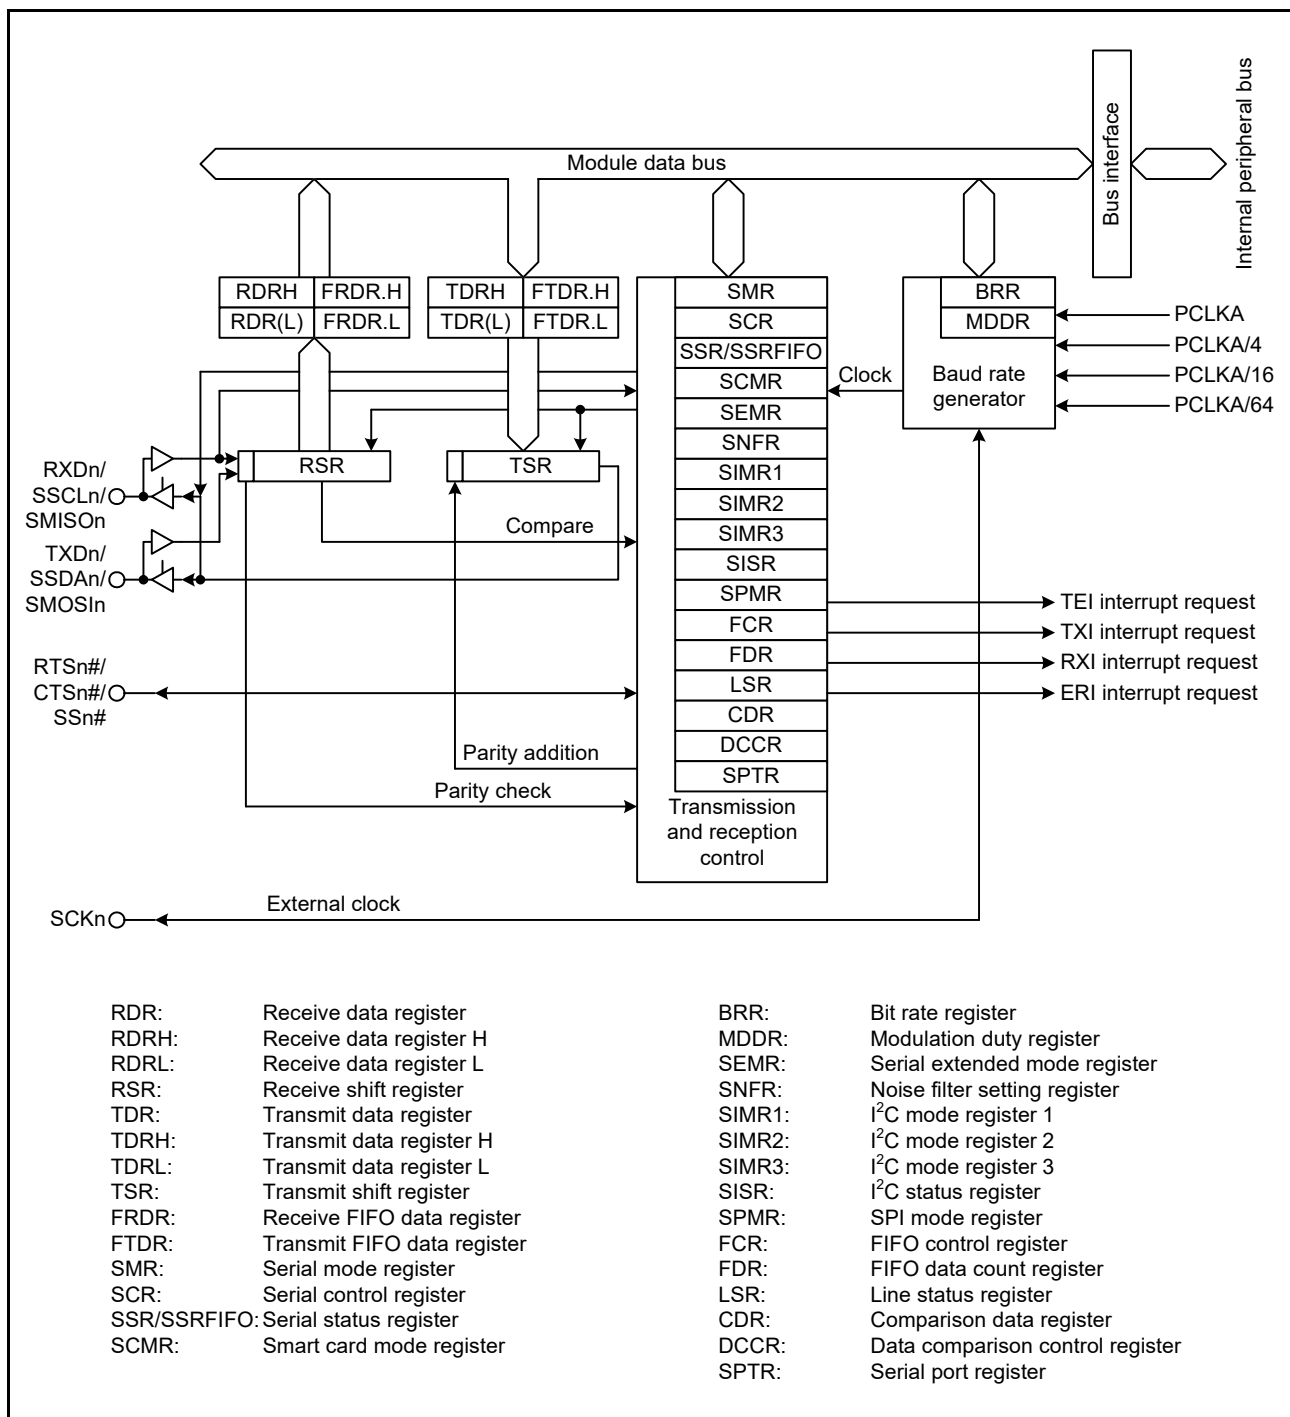 Internal peripheral bus
Bus interface
Module data bus
RDRH FRDR.H
RDR(L) FRDR.L
TDRH FTDR.H
TDR(L) FTDR.L
SMR
SCR
SSR/SSRFIFO
SCMR
SEMR
SNFR
SIMR1
SIMR2
SIMR3
SISR
SPMR
FCR
FDR
LSR
CDR
DCCR
SPTR
Transmission
and reception
control
BRR
MDDR
Baud rate
generator
Clock
PCLKA
PCLKA/4
PCLKA/16
PCLKA/64
RSR
TSR
RXDn/
SSCLn/
SMISOn
TXDn/
SSDAn/
SMOSIn
Compare
TEI interrupt request
TXI interrupt request
RXI interrupt request
ERI interrupt request
RTSn#/
CTSn#/
SSn#
Parity addition
Parity check
External clock
SCKn
RDR: Receive data register
RDRH: Receive data register H
RDRL: Receive data register L
RSR: Receive shift register
TDR: Transmit data register
TDRH: Transmit data register H
TDRL: Transmit data register L
TSR: Transmit shift register
FRDR: Receive FIFO data register
FTDR: Transmit FIFO data register
SMR: Serial mode register
SCR: Serial control register
SSR/SSRFIFO: Serial status register
SCMR: Smart card mode register
BRR: Bit rate register
MDDR: Modulation duty register
SEMR: Serial extended mode register
SNFR: Noise filter setting register
SIMR1: I²C mode register 1
SIMR2: I²C mode register 2
SIMR3: I²C mode register 3
SISR: I²C status register
SPMR: SPI mode register
FCR: FIFO control register
FDR: FIFO data count register
LSR: Line status register
CDR: Comparison data register
DCCR: Data comparison control register
SPTR: Serial port register